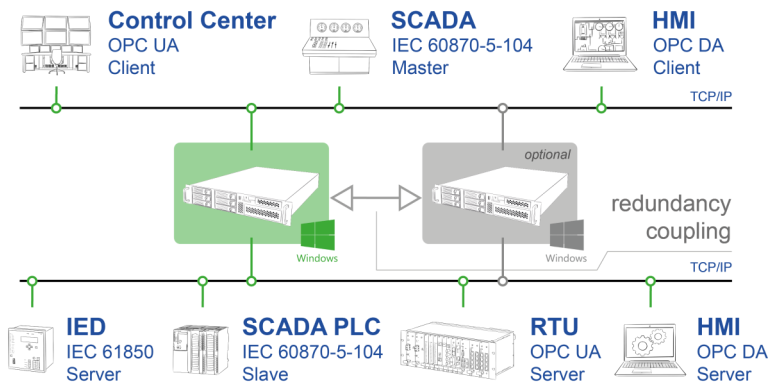 Control Center
OPC UA
Client
SCADA
IEC 60870-5-104
Master
HMI
OPC DA
Client
TCP/IP
optional
Windows
Windows
redundancy
coupling
TCP/IP
IED
IEC 61850
Server
SCADA PLC
IEC 60870-5-104
Slave
RTU
OPC UA
Server
HMI
OPC DA
Server